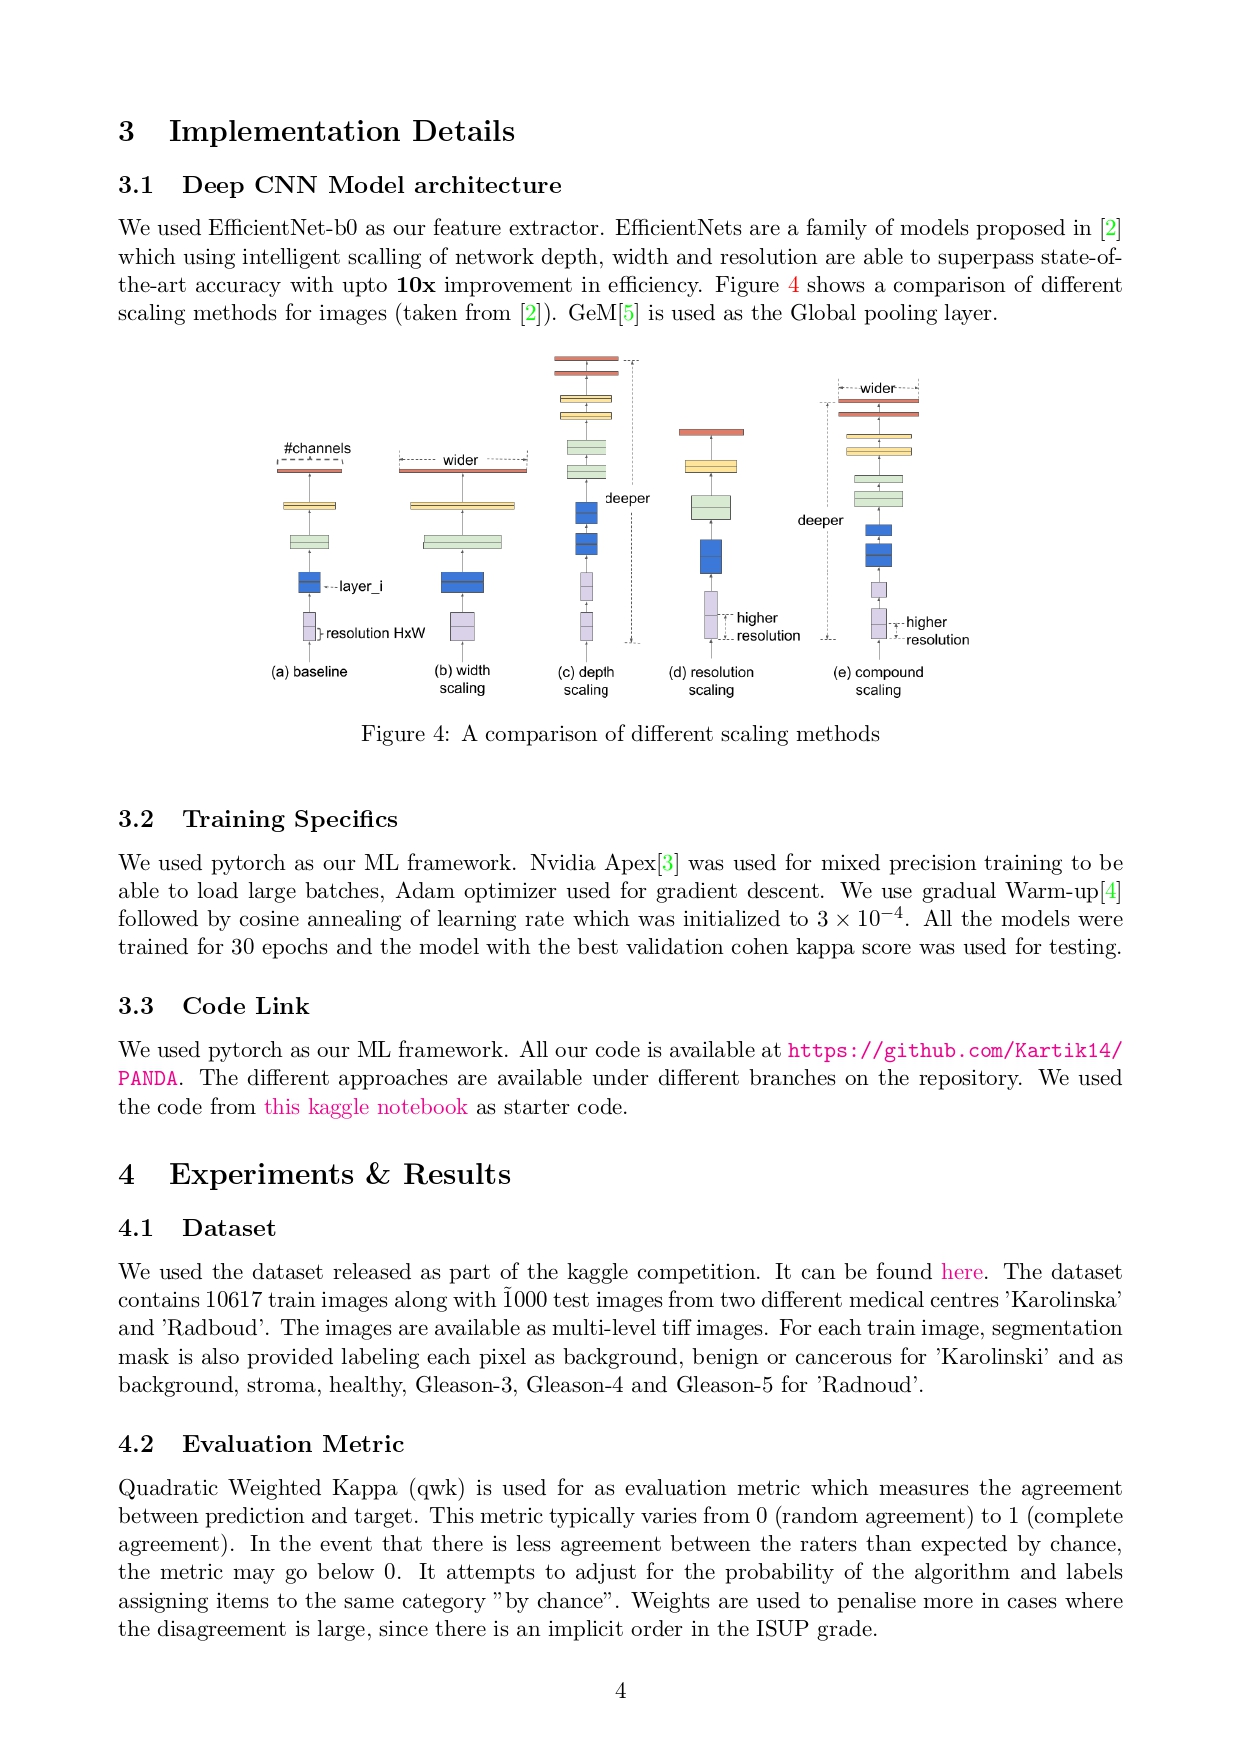 3 Implementation Details
3.1 Deep CNN Model architecture
We used EfficientNet-b0 as our feature extractor. EfficientNets are a family of models proposed in [2]
which using intelligent scalling of network depth, width and resolution are able to superpass state-of-
the-art accuracy with upto 10x improvement in efficiency. Figure 4 shows a comparison of different
scaling methods for images (taken from [2]). GeM[5] is used as the Global pooling layer.
#channels
layer_i
resolution HxW
(a) baseline
wider
(b) width
scaling
deeper
(c) depth
scaling
higher
resolution
(d) resolution
scaling
wider
deeper
higher
resolution
(e) compound
scaling
Figure 4: A comparison of different scaling methods
3.2 Training Specifics
We used pytorch as our ML framework. Nvidia Apex[3] was used for mixed precision training to be
able to load large batches, Adam optimizer used for gradient descent. We use gradual Warm-up[4]
followed by cosine annealing of learning rate which was initialized to 3 × 10⁻⁴. All the models were
trained for 30 epochs and the model with the best validation cohen kappa score was used for testing.
3.3 Code Link
We used pytorch as our ML framework. All our code is available at https://github.com/Kartik14/
PANDA. The different approaches are available under different branches on the repository. We used
the code from this kaggle notebook as starter code.
4 Experiments & Results
4.1 Dataset
We used the dataset released as part of the kaggle competition. It can be found here. The dataset
contains 10617 train images along with 1̃000 test images from two different medical centres ’Karolinska’
and ’Radboud’. The images are available as multi-level tiff images. For each train image, segmentation
mask is also provided labeling each pixel as background, benign or cancerous for ’Karolinski’ and as
background, stroma, healthy, Gleason-3, Gleason-4 and Gleason-5 for ’Radnoud’.
4.2 Evaluation Metric
Quadratic Weighted Kappa (qwk) is used for as evaluation metric which measures the agreement
between prediction and target. This metric typically varies from 0 (random agreement) to 1 (complete
agreement). In the event that there is less agreement between the raters than expected by chance,
the metric may go below 0. It attempts to adjust for the probability of the algorithm and labels
assigning items to the same category ”by chance”. Weights are used to penalise more in cases where
the disagreement is large, since there is an implicit order in the ISUP grade.
4